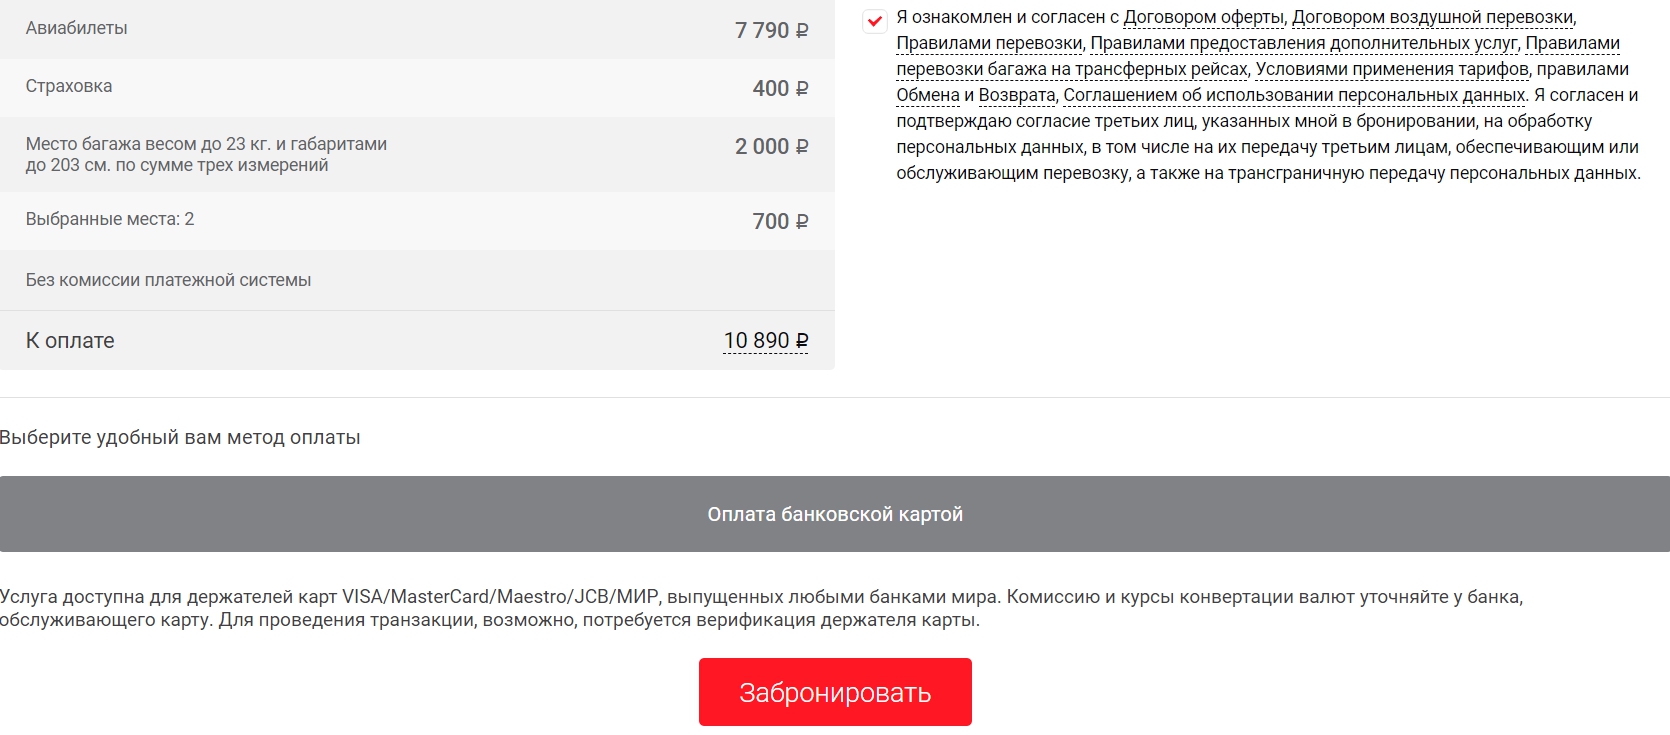 Авиабилеты 7 790 ₽
Страховка 400 ₽
Место багажа весом до 23 кг. и габаритами 2 000 ₽
до 203 см. по сумме трех измерений
Выбранные места: 2 700 ₽
Без комиссии платежной системы
К оплате 10 890 ₽
Я ознакомлен и согласен с Договором оферты, Договором воздушной перевозки,
Правилами перевозки, Правилами предоставления дополнительных услуг, Правилами
перевозки багажа на трансферных рейсах, Условиями применения тарифов, правилами
Обмена и Возврата, Соглашением об использовании персональных данных. Я согласен и
подтверждаю согласие третьих лиц, указанных мной в бронировании, на обработку
персональных данных, в том числе на их передачу третьим лицам, обеспечивающим или
обслуживающим перевозку, а также на трансграничную передачу персональных данных.
Выберите удобный вам метод оплаты
Оплата банковской картой
Услуга доступна для держателей карт VISA/MasterCard/Maestro/JCB/МИР, выпущенных любыми банками мира. Комиссию и курсы конвертации валют уточняйте у банка,
обслуживающего карту. Для проведения транзакции, возможно, потребуется верификация держателя карты.
Забронировать